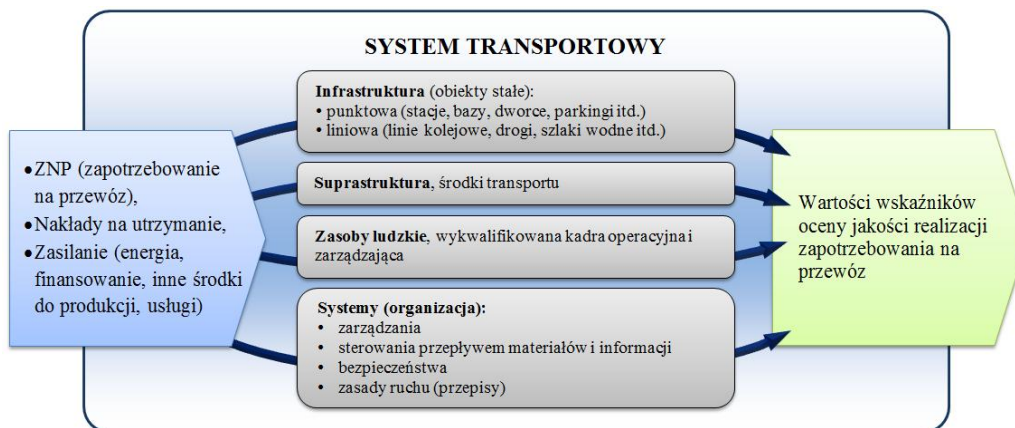 SYSTEM TRANSPORTOWY
• ZNP (zapotrzebowanie
na przewóz),
• Nakłady na utrzymanie,
• Zasilanie (energia,
finansowanie, inne środki
do produkcji, usługi)
Infrastruktura (obiekty stałe):
• punktowa (stacje, bazy, dworce, parkingi itd.)
• liniowa (linie kolejowe, drogi, szlaki wodne itd.)
Suprastruktura, środki transportu
Zasoby ludzkie, wykwalifikowana kadra operacyjna i
zarządzająca
Systemy (organizacja):
• zarządzania
• sterowania przepływem materiałów i informacji
• bezpieczeństwa
• zasady ruchu (przepisy)
Wartości wskaźników
oceny jakości realizacji
zapotrzebowania na
przewóz